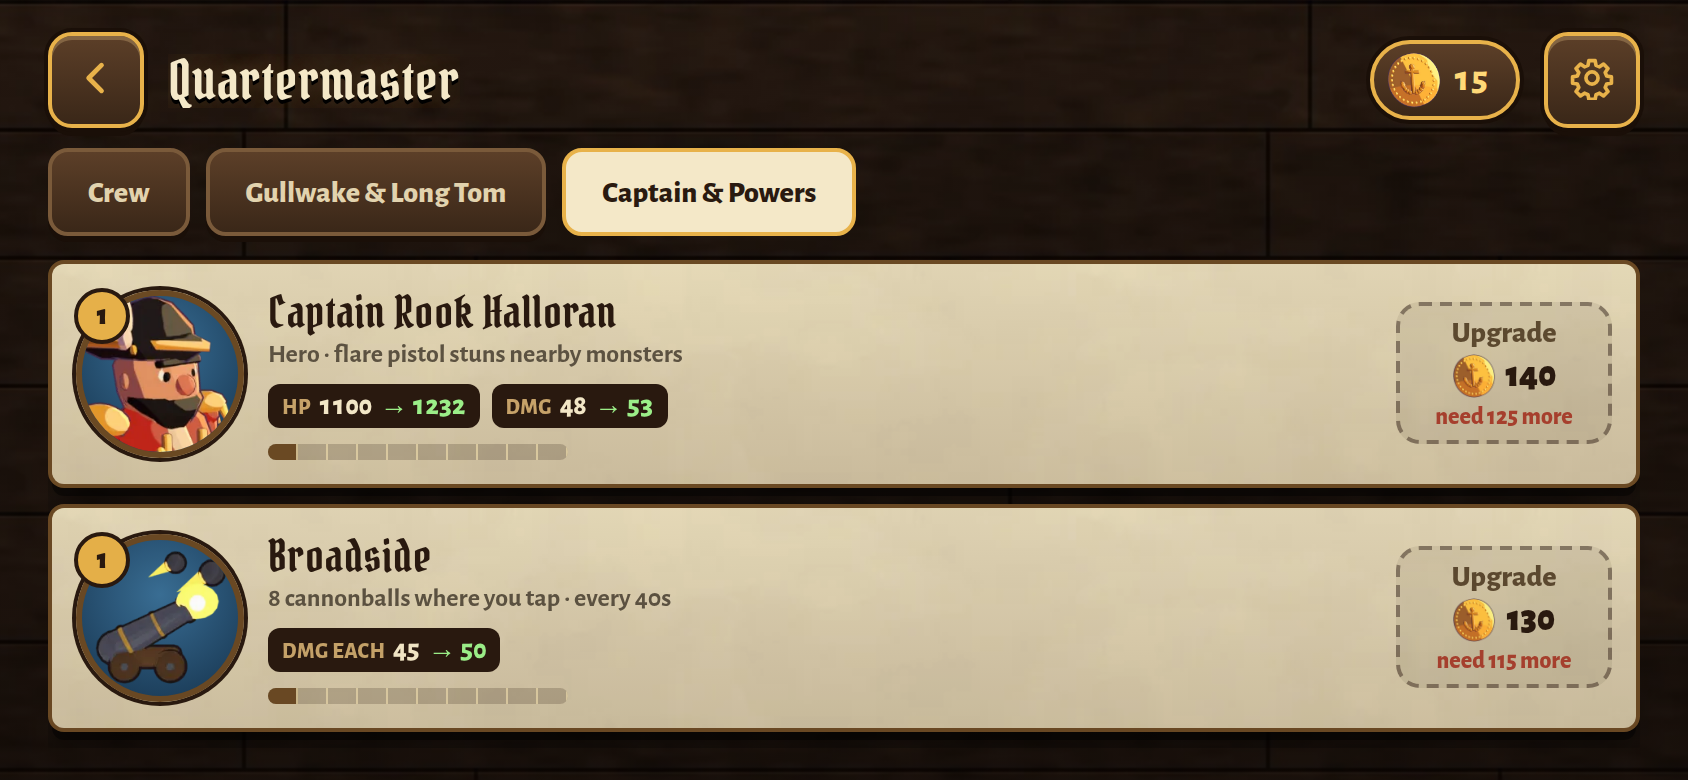 Quartermaster
15
Crew
Gullwake & Long Tom
Captain & Powers
1
Captain Rook Halloran
Hero · flare pistol stuns nearby monsters
HP 1100 → 1232
DMG 48 → 53
Upgrade
140
need 125 more
1
Broadside
8 cannonballs where you tap · every 40s
DMG EACH 45 → 50
Upgrade
130
need 115 more